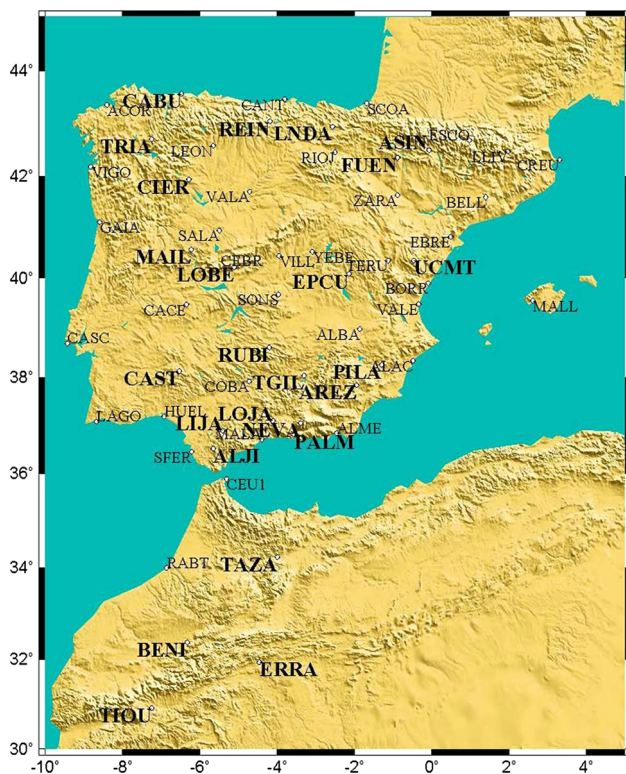 44°
CABU
ACOR
CANT
SCOA
REIN
LNDA
ESCO
ASIN
TRIA
LEON
RIOJ
FUEN
LLIV
CREU
42°
VIGO
CIER
VALA
ZARA
BELL
GAIA
SALA
EBRE
MAIL
CEBR
VILL
YEBE
TERU
UCMT
40°
LOBE
EPCU
BORR
CACE
SONS
VALE
MALL
CASC
ALBA
RUBI
ALAC
38°
CAST
COBA
TGIL
PILA
AREZ
LAGO
HUEL
LOJA
LIJA
MALA
NEVA
ALME
PALM
36°
SFER
ALJI
CEU1
34°
RABT
TAZA
32°
BENI
ERRA
TIOU
30°
-10° -8° -6° -4° -2° 0° 2° 4°